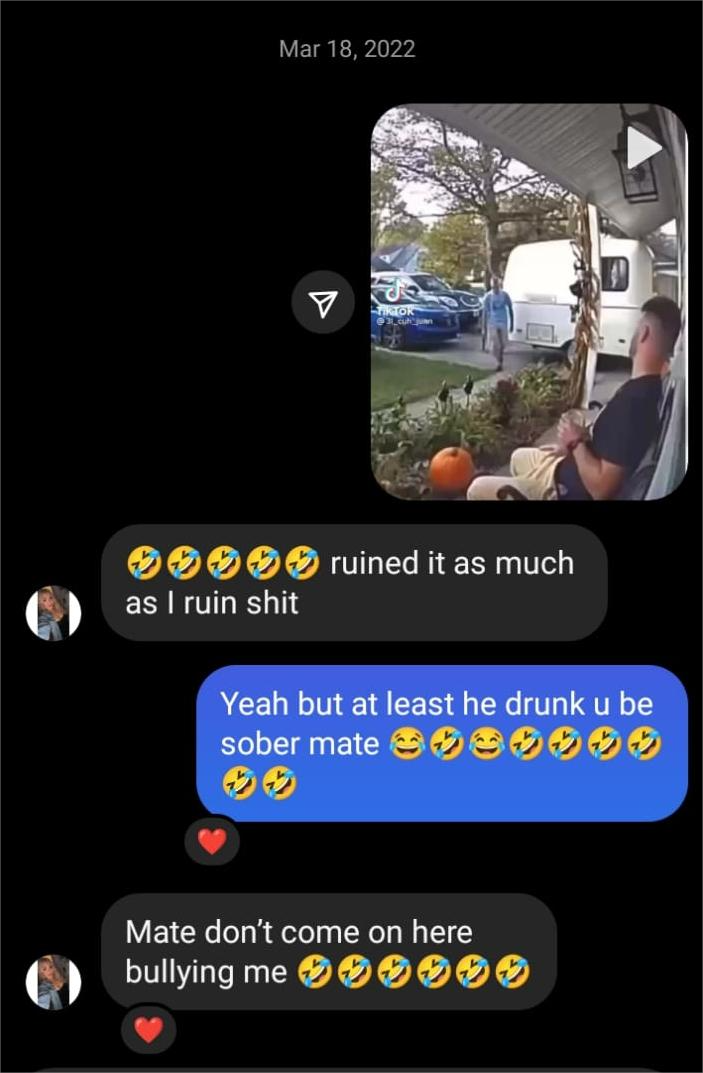 Mar 18, 2022
TikTok
@3l_cuh_juan
🤣🤣🤣🤣🤣 ruined it as much
as I ruin shit
Yeah but at least he drunk u be
sober mate 😂🤣😂🤣🤣🤣🤣
🤣🤣
Mate don’t come on here
bullying me 🤣🤣🤣🤣🤣🤣